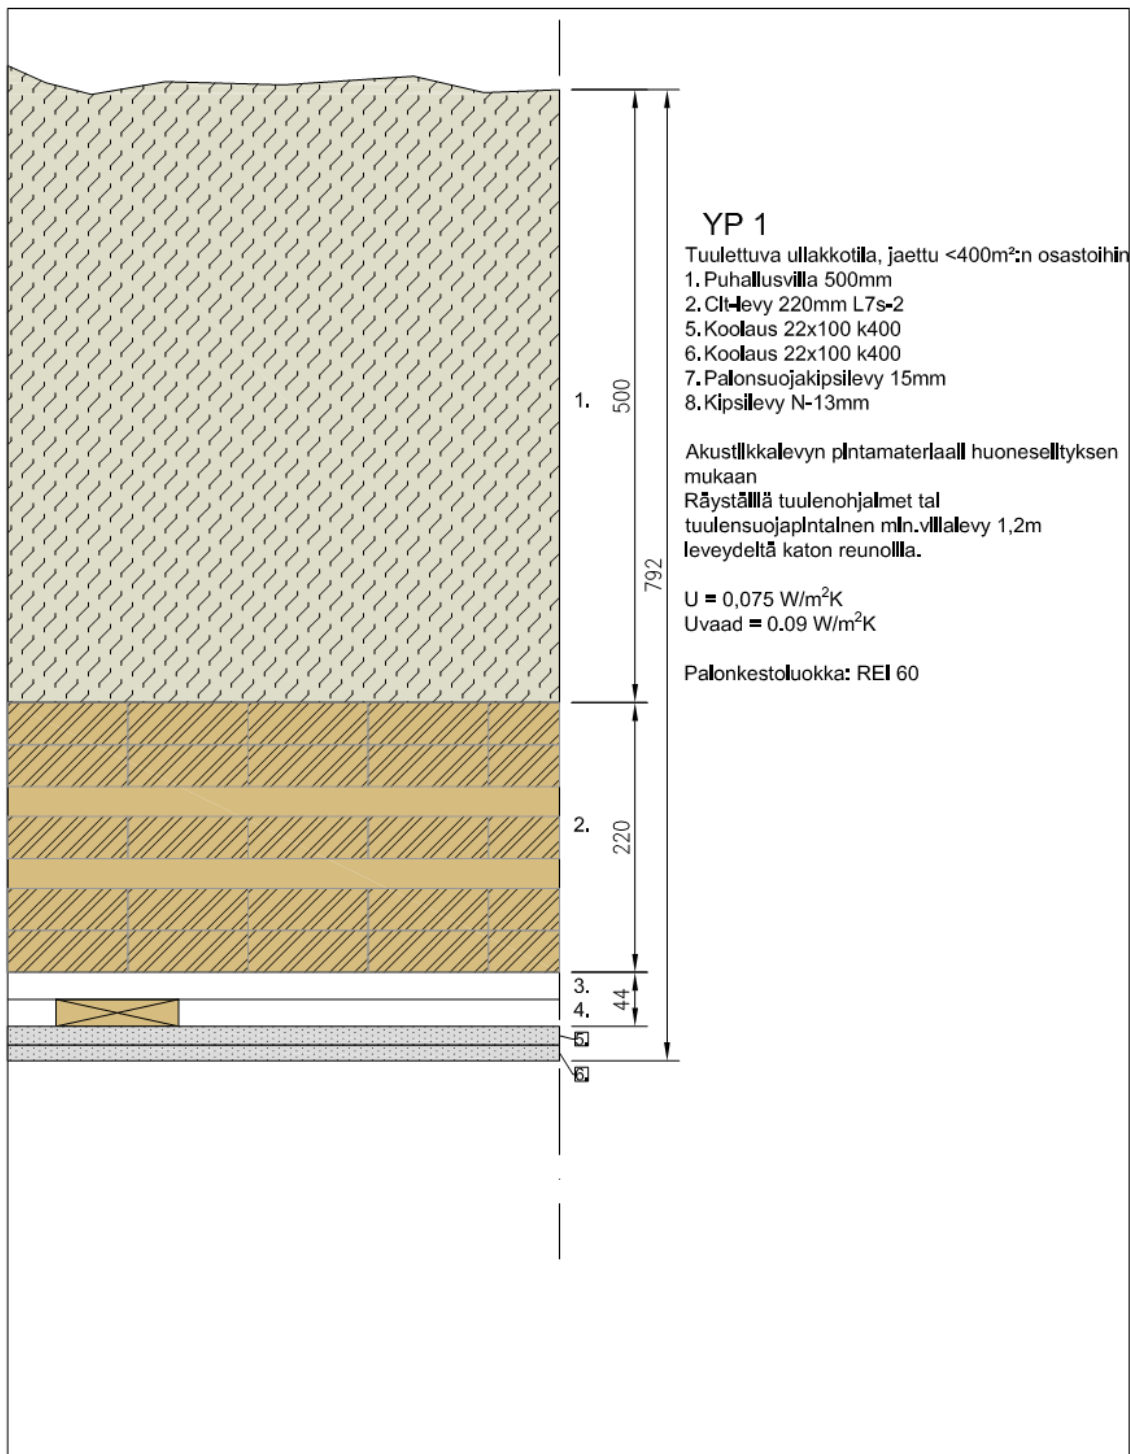 YP 1
Tuulettuva ullakkotila, jaettu <400m²:n osastoihin
1. Puhallusvilla 500mm
2. Clt-levy 220mm L7s-2
5. Koolaus 22x100 k400
6. Koolaus 22x100 k400
7. Palonsuojakipsilevy 15mm
8. Kipsilevy N-13mm
Akustiikkalevyn pintamateriaali huoneselityksen
mukaan
Räystäillä tuulenohjaimet tai
tuulensuojapintainen min.villalevy 1,2m
leveydeltä katon reunoilla.
U = 0,075 W/m²K
Uvaad = 0.09 W/m²K
Palonkestoluokka: REI 60
1.
500
792
2.
220
3.
4.
44
5.
6.